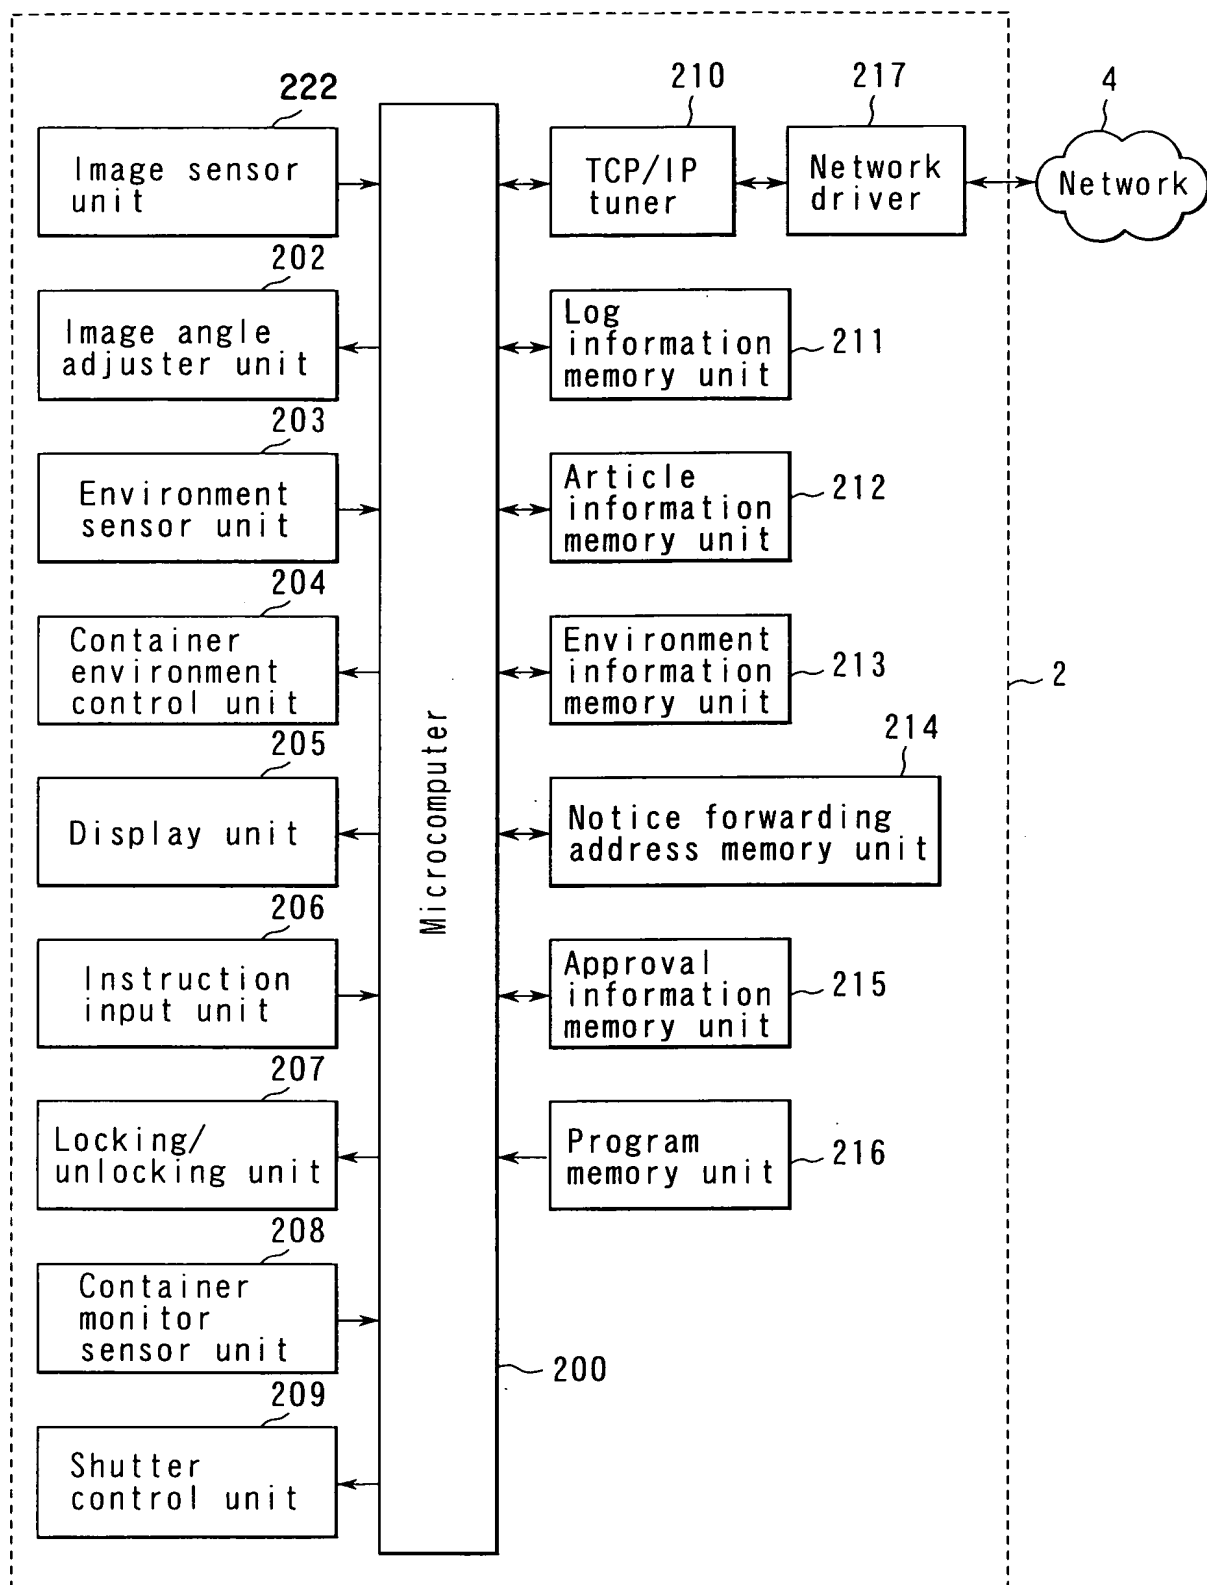 222
Image sensor
unit
202
Image angle
adjuster unit
203
Environment
sensor unit
204
Container
environment
control unit
205
Display unit
206
Instruction
input unit
207
Locking/
unlocking unit
208
Container
monitor
sensor unit
209
Shutter
control unit
Microcomputer
200
210
TCP/IP
tuner
217
Network
driver
4
Network
Log
information
memory unit
211
Article
information
memory unit
212
Environment
information
memory unit
213
2
214
Notice forwarding
address memory unit
Approval
information
memory unit
215
Program
memory unit
216